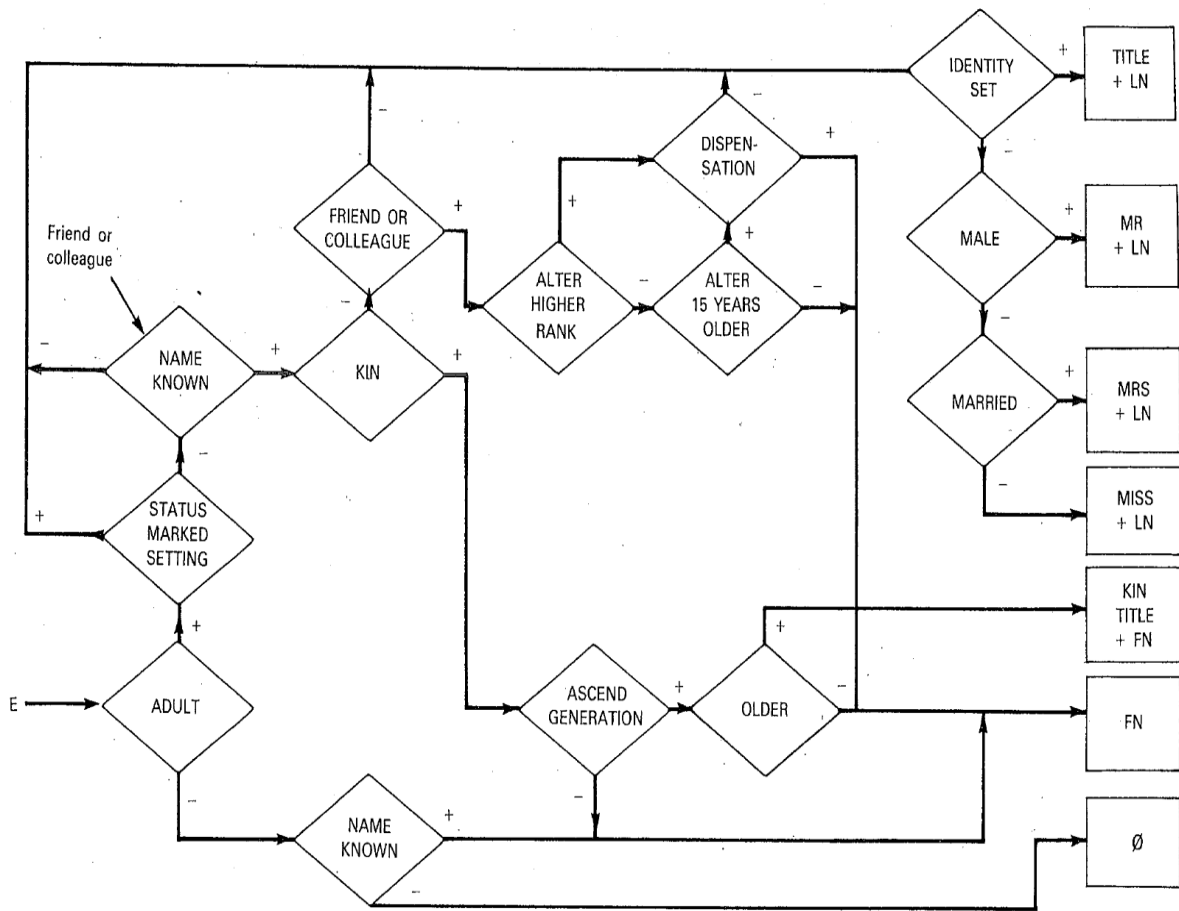 IDENTITY
SET
+
TITLE
+ LN
–
DISPEN-
SATION
–
+
MALE
+
MR
+ LN
–
FRIEND OR
COLLEAGUE
–
+
+
Friend or
colleague
ALTER
HIGHER
RANK
–
ALTER
15 YEARS
OLDER
+
–
NAME
KNOWN
–
+
KIN
–
+
MARRIED
+
MRS
+ LN
–
MISS
+ LN
STATUS
MARKED
SETTING
–
+
ADULT
+
–
E
ASCEND
GENERATION
+
–
OLDER
+
–
KIN
TITLE
+ FN
FN
NAME
KNOWN
+
–
Ø